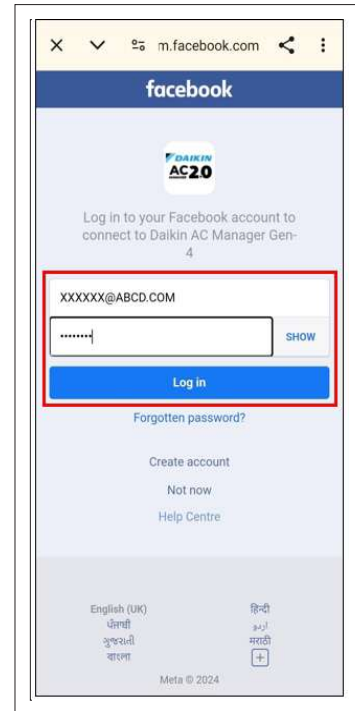 m.facebook.com
facebook
DAIKIN
AC 2.0
Log in to your Facebook account to
connect to Daikin AC Manager Gen-
4
XXXXXX@ABCD.COM
••••••••
SHOW
Log in
Forgotten password?
Create account
Not now
Help Centre
English (UK)
हिन्दी
ਪੰਜਾਬੀ
اردو
ગુજરાતી
मराठी
বাংলা
Meta © 2024